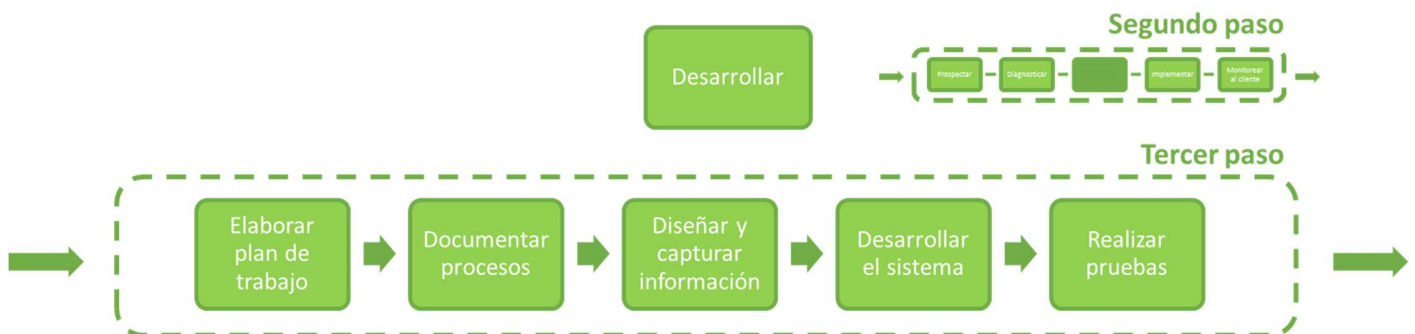 Segundo paso
Desarrollar
Prospectar
Diagnosticar
Implementar
Monitorear
al cliente
Tercer paso
Elaborar
plan de
trabajo
Documentar
procesos
Diseñar y
capturar
información
Desarrollar
el sistema
Realizar
pruebas